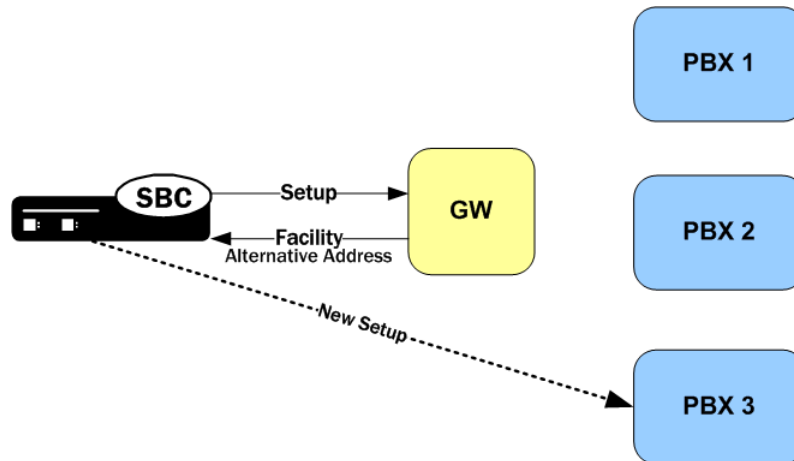 PBX 1
SBC
Setup
GW
Facility
Alternative Address
PBX 2
New Setup
PBX 3